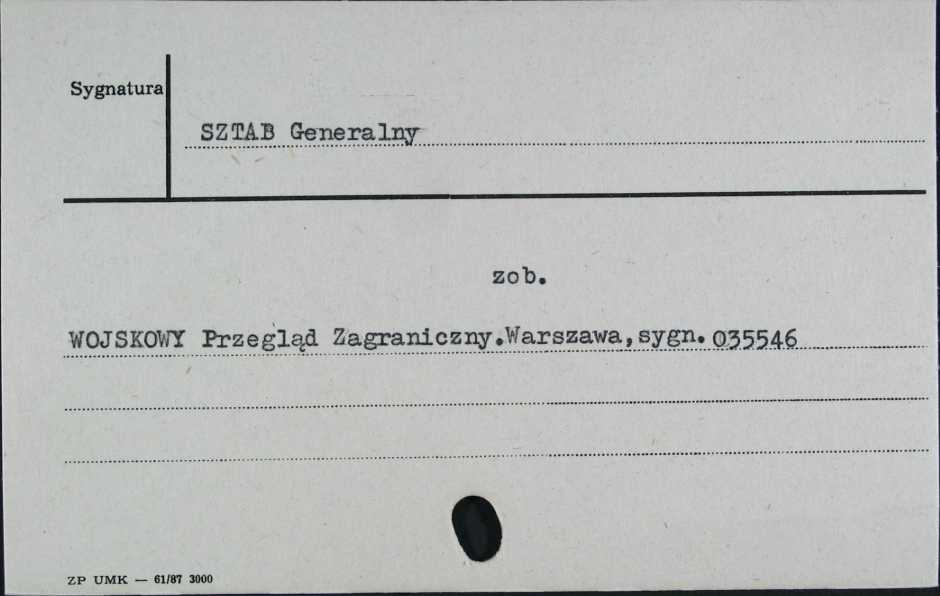 Sygnatura
SZTAB Generalny
zob.
WOJSKOWY Przegląd Zagraniczny.Warszawa,sygn. 035546
ZP UMK — 61/87 3000